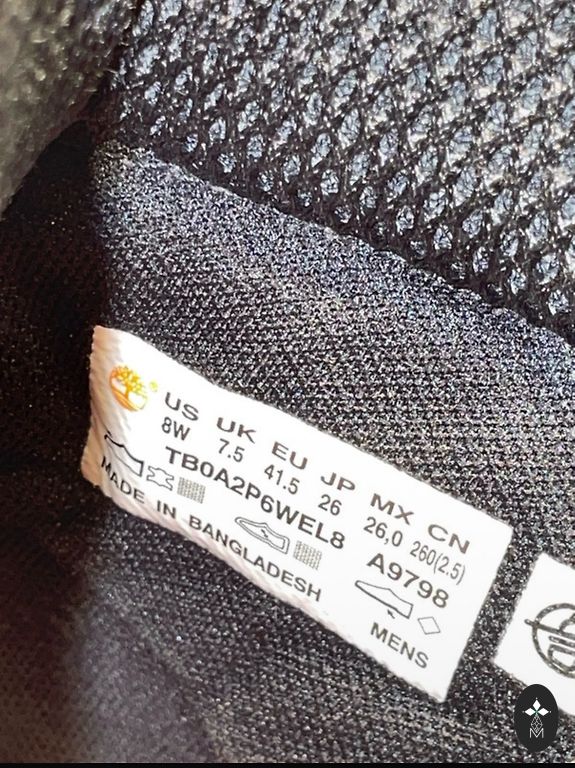 US UK EU JP MX CN
8W 7.5 41.5 26 26,0 260(2.5)
TB0A2P6WEL8 A9798
MADE IN BANGLADESH MENS
M